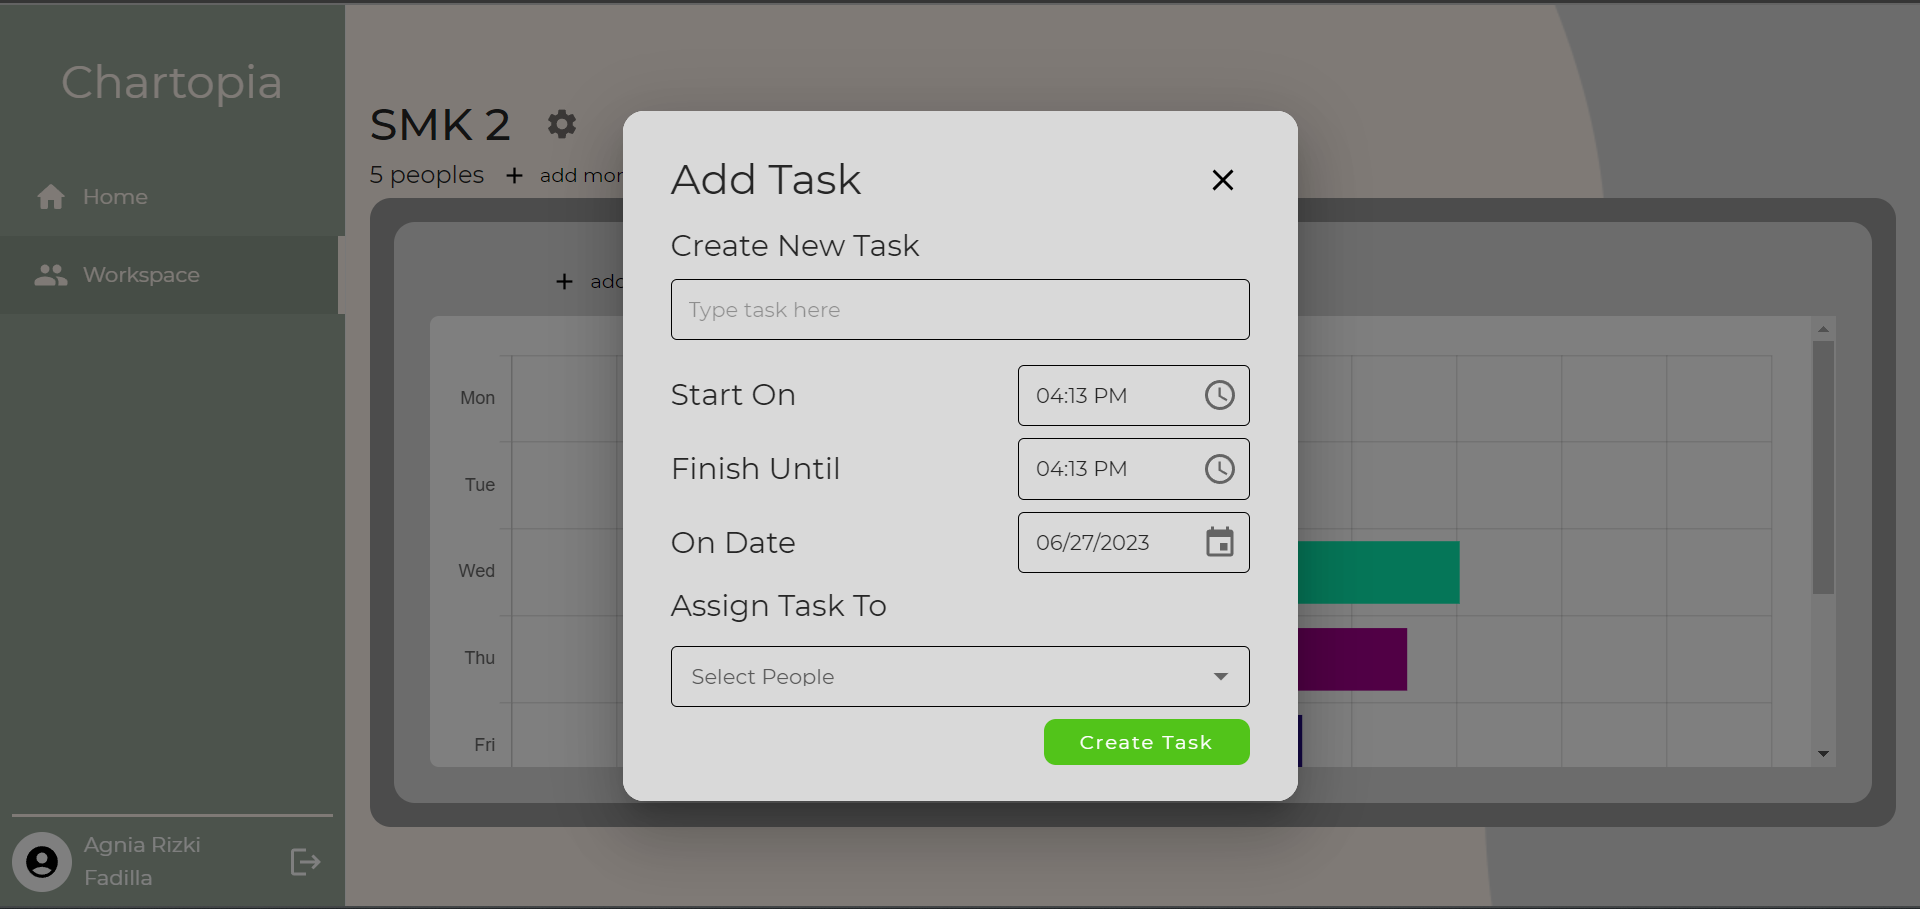 Chartopia
Home
Workspace
Agnia Rizki
Fadilla
SMK 2
5 peoples + add mor
+ add
Mon
Tue
Wed
Thu
Fri
Add Task
Create New Task
Type task here
Start On
04:13 PM
Finish Until
04:13 PM
On Date
06/27/2023
Assign Task To
Select People
Create Task